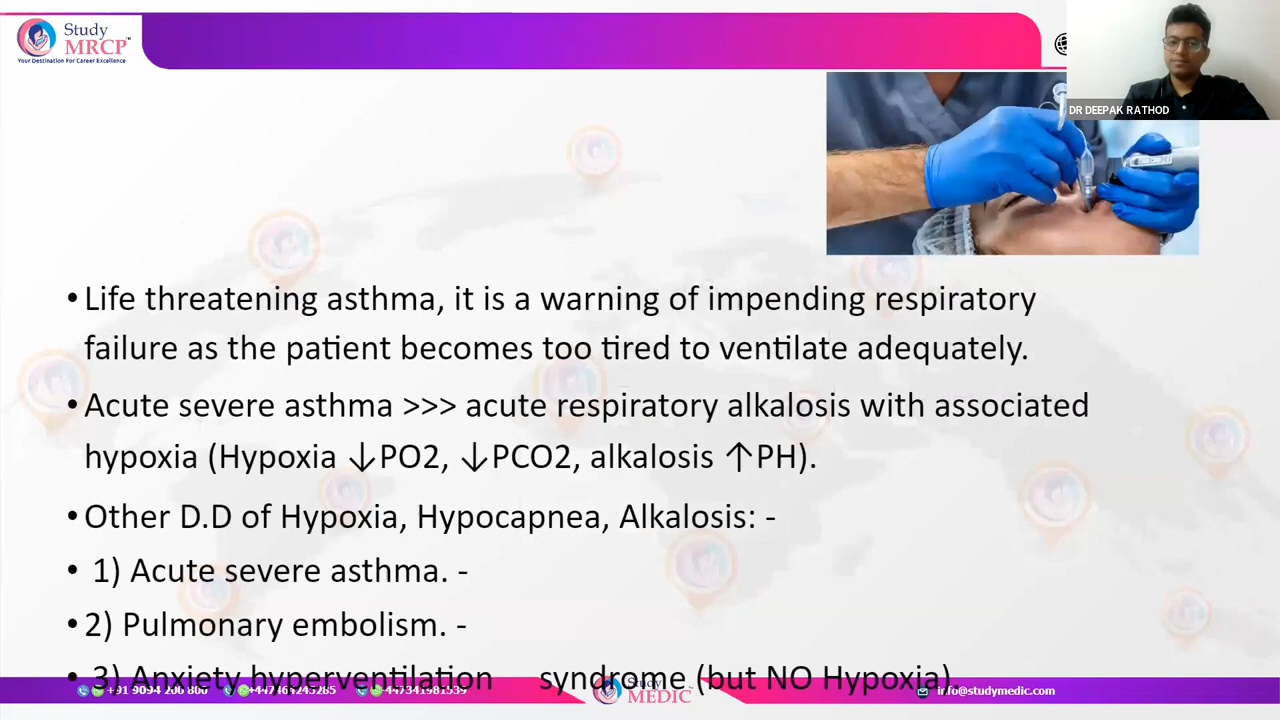 Study
MRCP™
Your Destination For Career Excellence
DR DEEPAK RATHOD
• Life threatening asthma, it is a warning of impending respiratory
failure as the patient becomes too tired to ventilate adequately.
• Acute severe asthma >>> acute respiratory alkalosis with associated
hypoxia (Hypoxia ↓PO2, ↓PCO2, alkalosis ↑PH).
• Other D.D of Hypoxia, Hypocapnea, Alkalosis: -
• 1) Acute severe asthma. -
• 2) Pulmonary embolism. -
• 3) Anxiety hyperventilation syndrome (but NO Hypoxia).
Study
MEDIC
info@studymedic.com